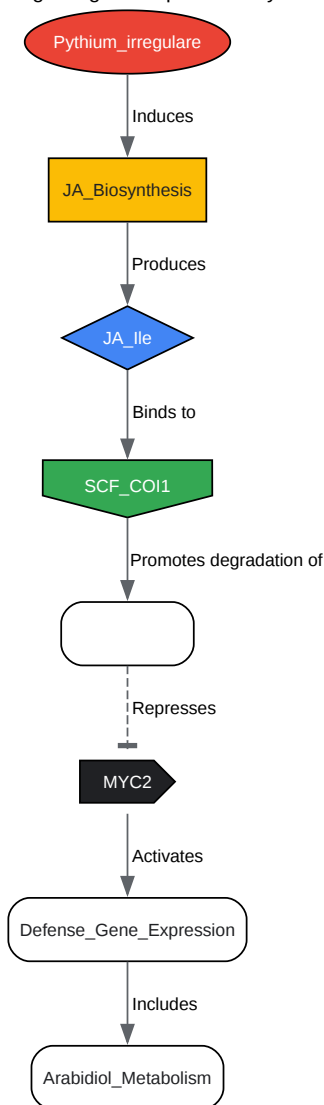 Pythium_irregulare
Induces
JA_Biosynthesis
Produces
JA_Ile
Binds to
SCF_COI1
Promotes degradation of
Represses
MYC2
Activates
Defense_Gene_Expression
Includes
Arabidiol_Metabolism